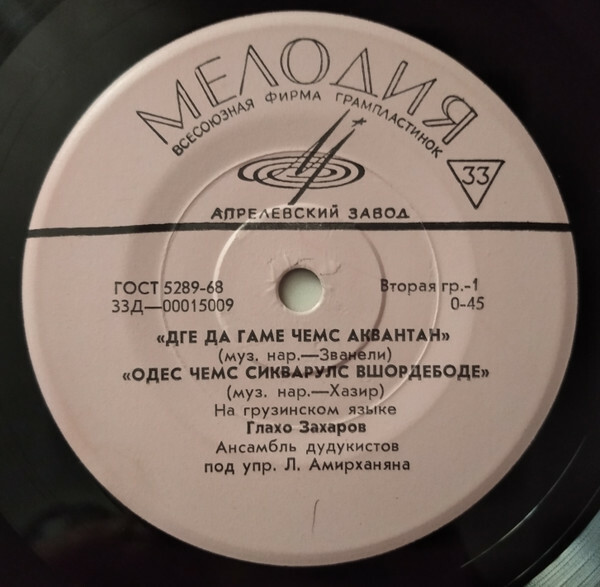 МЕЛОДИЯ
ВСЕСОЮЗНАЯ ФИРМА ГРАМПЛАСТИНОК
33
АПРЕЛЕВСКИЙ ЗАВОД
ГОСТ 5289-68 Вторая гр.-1
33Д—00015009 0-45
«ДГЕ ДА ГАМЕ ЧЕМС АКВАНТАН»
(муз. нар.—Званели)
«ОДЕС ЧЕМС СИКВАРУЛС ВШОРДЕБОДЕ»
(муз. нар.—Хазир)
На грузинском языке
Глахо Захаров
Ансамбль дудукистов
под упр. Л. Амирханяна